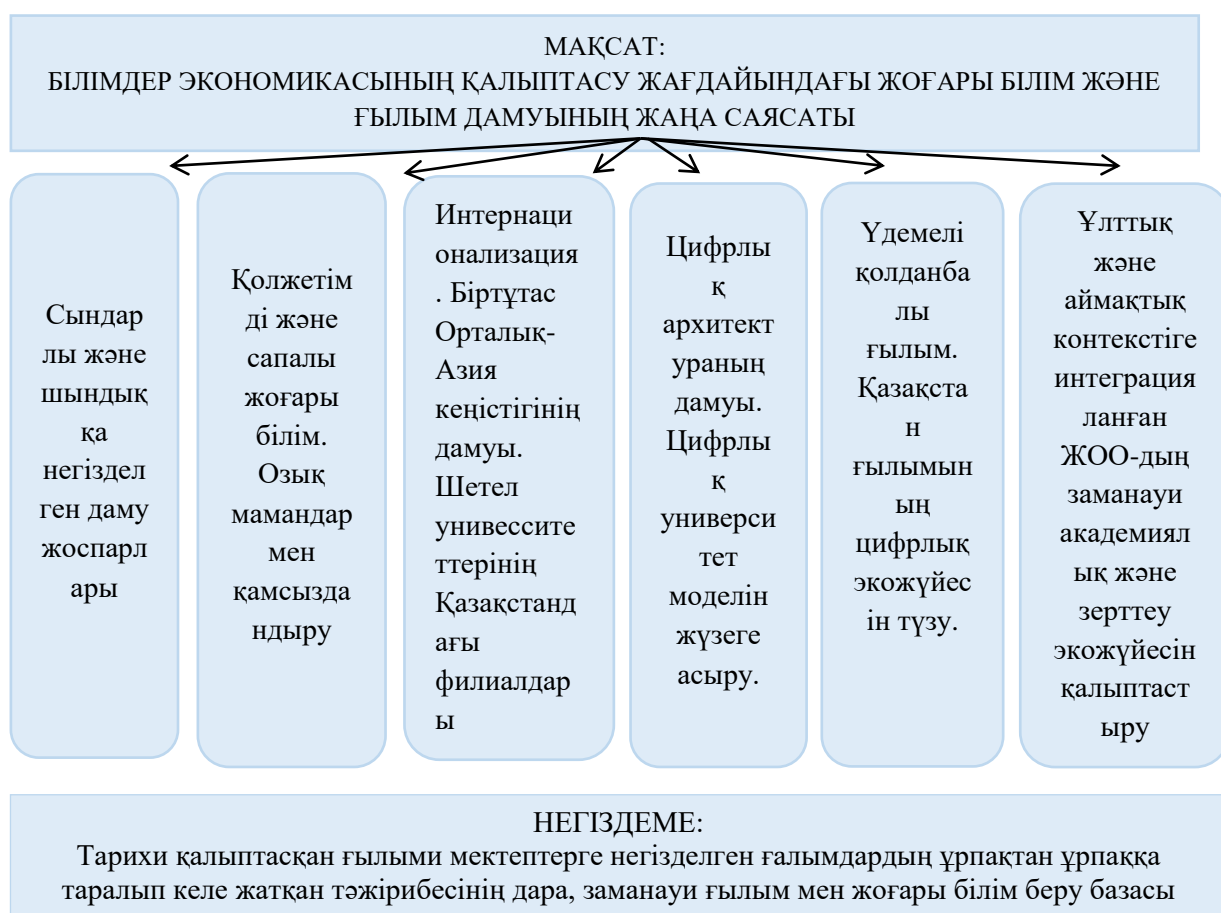 МАҚСАТ:
БІЛІМДЕР ЭКОНОМИКАСЫНЫҢ ҚАЛЫПТАСУ ЖАҒДАЙЫНДАҒЫ ЖОҒАРЫ БІЛІМ ЖӘНЕ
ҒЫЛЫМ ДАМУЫНЫҢ ЖАҢА САЯСАТЫ
Сындар
лы және
шындық
қа
негіздел
ген даму
жоспарл
ары
Қолжетім
ді және
сапалы
жоғары
білім.
Озық
мамандар
мен
қамсызда
ндыру
Интернаци
онализация
. Біртұтас
Орталық-
Азия
кеңістігінің
дамуы.
Шетел
унивессите
ттерінің
Қазақстанд
ағы
филиалдар
ы
Цифрлы
қ
архитект
ураның
дамуы.
Цифрлы
қ
универси
тет
моделін
жүзеге
асыру.
Үдемелі
қолданба
лы
ғылым.
Қазақста
н
ғылымын
ың
цифрлық
экожүйес
ін түзу.
Ұлттық
және
аймақтық
контекстіге
интеграция
ланған
ЖОО-дың
заманауи
академиял
ық және
зерттеу
экожүйесін
қалыптаст
ыру
НЕГІЗДЕМЕ:
Тарихи қалыптасқан ғылыми мектептерге негізделген ғалымдардың ұрпақтан ұрпаққа
таралып келе жатқан тәжірибесінің дара, заманауи ғылым мен жоғары білім беру базасы